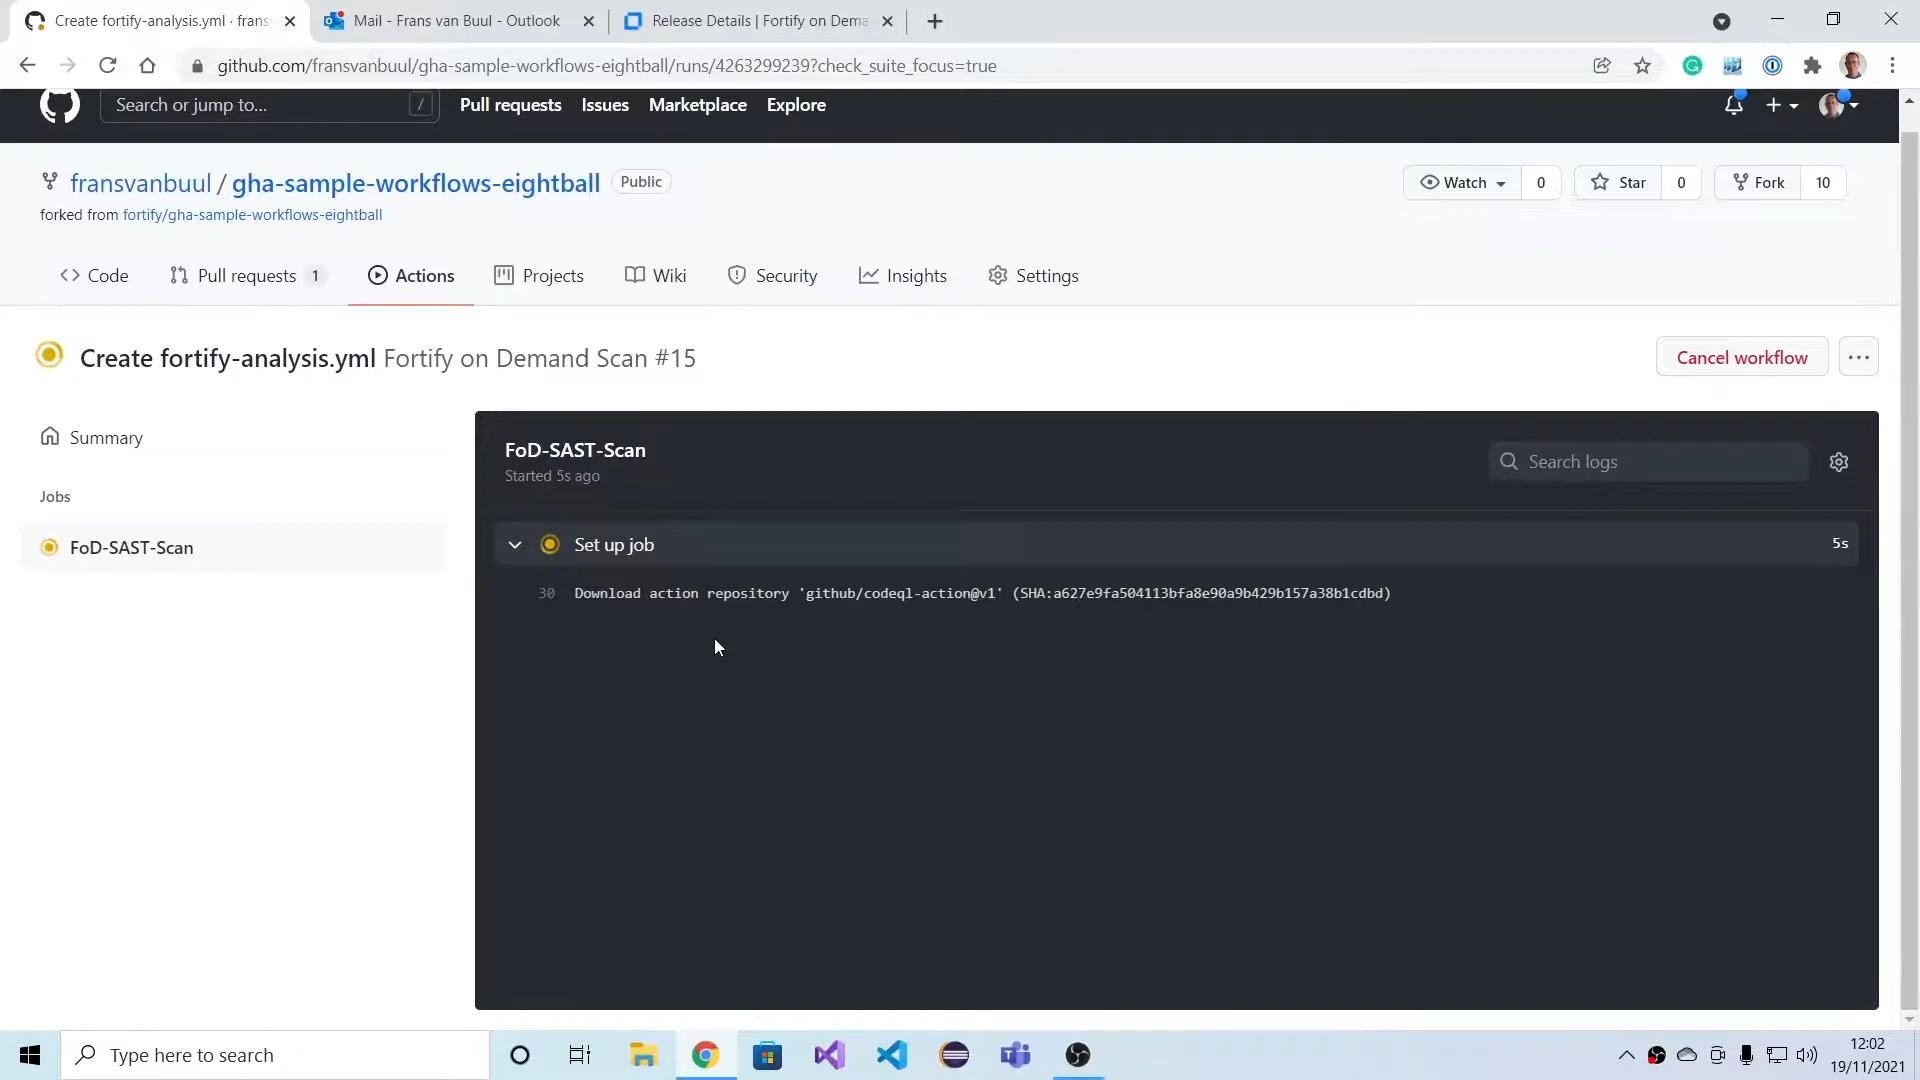 Create fortify-analysis.yml · frans
Mail - Frans van Buul - Outlook
Release Details | Fortify on Dema
github.com/fransvanbuul/gha-sample-workflows-eightball/runs/4263299239?check_suite_focus=true
Search or jump to...
/
Pull requests
Issues
Marketplace
Explore
fransvanbuul / gha-sample-workflows-eightball
Public
Watch
0
Star
0
Fork
10
forked from fortify/gha-sample-workflows-eightball
Code
Pull requests 1
Actions
Projects
Wiki
Security
Insights
Settings
Create fortify-analysis.yml Fortify on Demand Scan #15
Cancel workflow
Summary
Jobs
FoD-SAST-Scan
FoD-SAST-Scan
Started 5s ago
Search logs
Set up job
5s
30 Download action repository 'github/codeql-action@v1' (SHA:a627e9fa504113bfa8e90a9b429b157a38b1cdbd)
Type here to search
12:02
19/11/2021